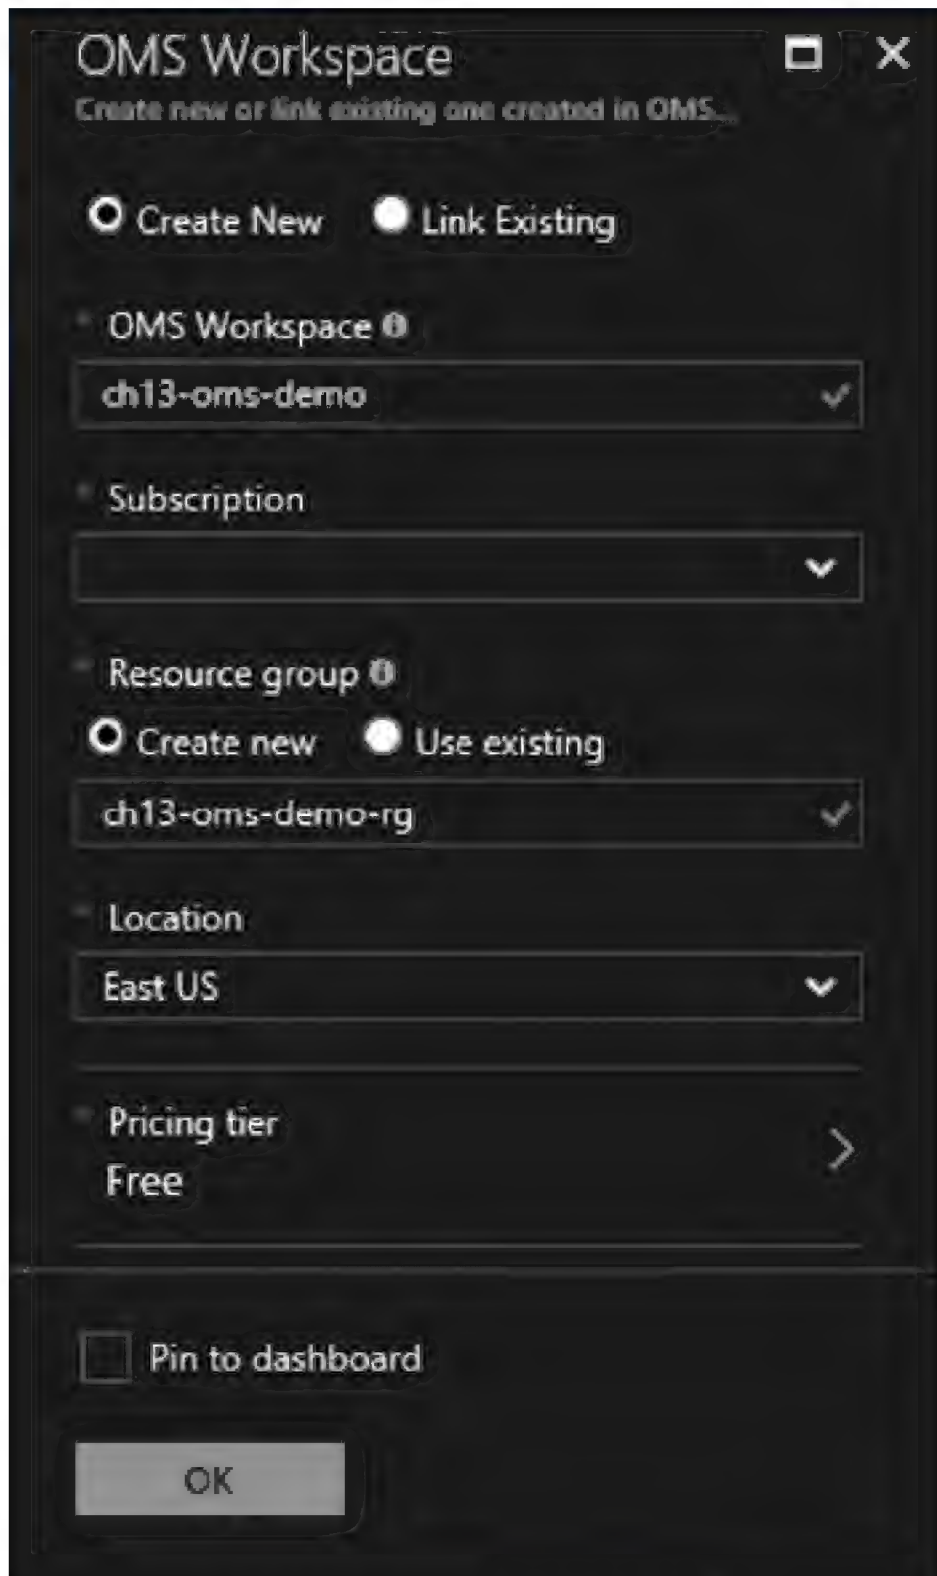 OMS Workspace
Create new or link existing one created in OMS...
Create New Link Existing
* OMS Workspace
ch13-oms-demo
* Subscription
* Resource group
Create new Use existing
ch13-oms-demo-rg
* Location
East US
* Pricing tier
Free
Pin to dashboard
OK